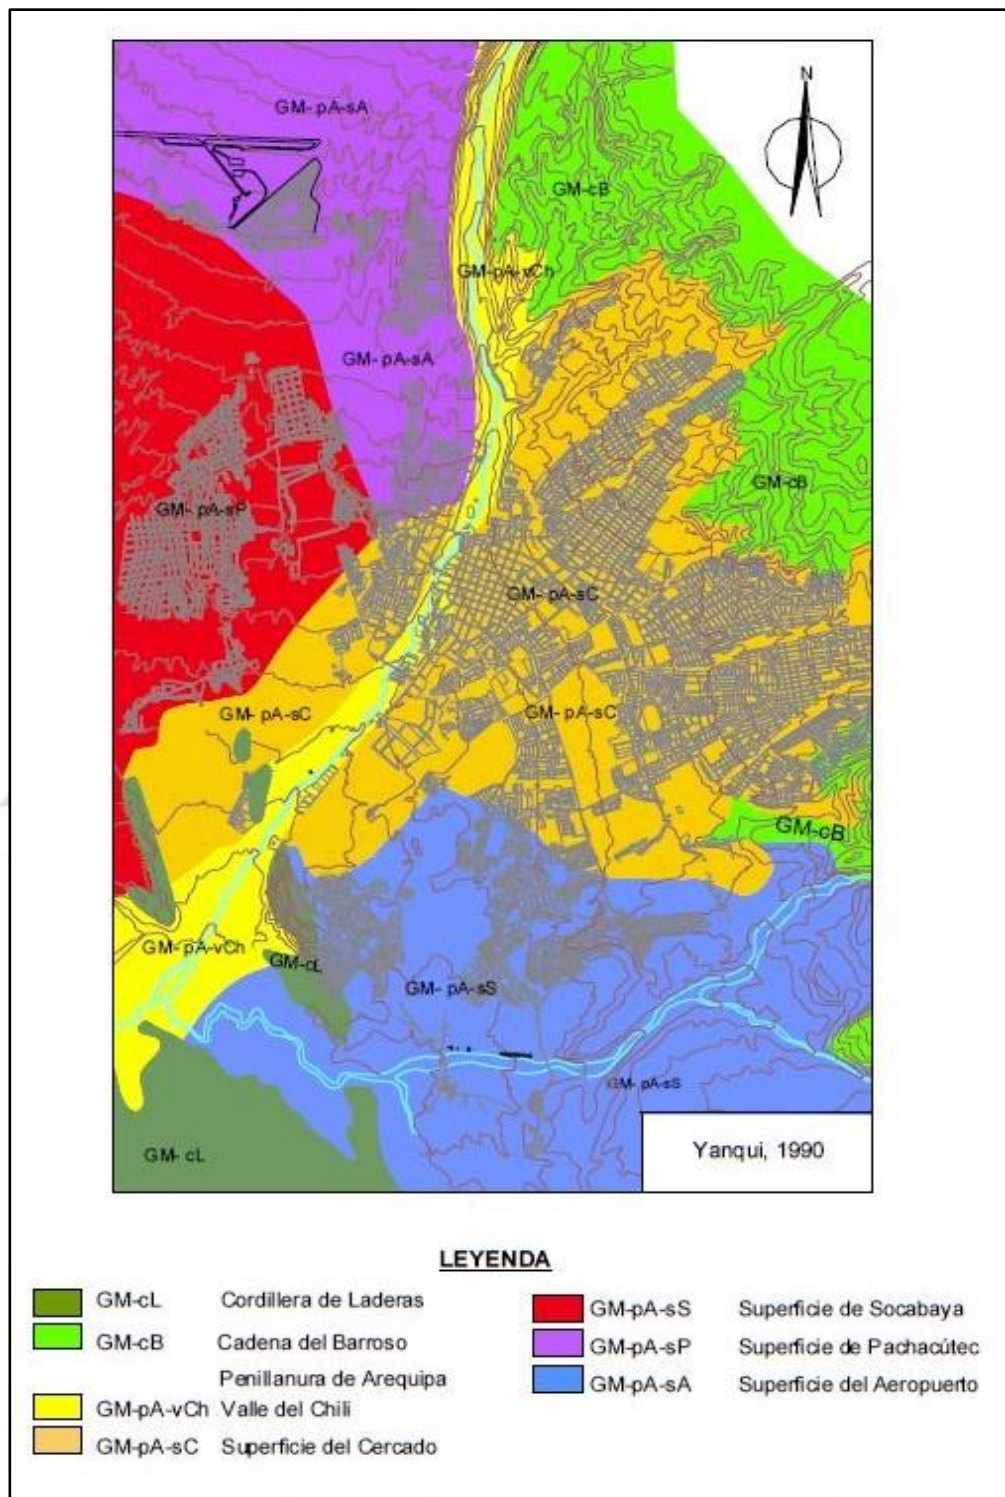 N
GM- pA-sA
GM-cB
GM-pA-vCh
GM- pA-sA
GM-cB
GM- pA-sP
GM- pA-sC
GM- pA-sC
GM- pA-sC
GM-cB
GM- pA-vCh
GM-cL
GM- pA-sS
GM- pA-sS
GM- cL
Yanqui, 1990
LEYENDA
GM-cL Cordillera de Laderas
GM-cB Cadena del Barroso
Penillanura de Arequipa
GM-pA-vCh Valle del Chili
GM-pA-sC Superficie del Cercado
GM-pA-sS Superficie de Socabaya
GM-pA-sP Superficie de Pachacútec
GM-pA-sA Superficie del Aeropuerto